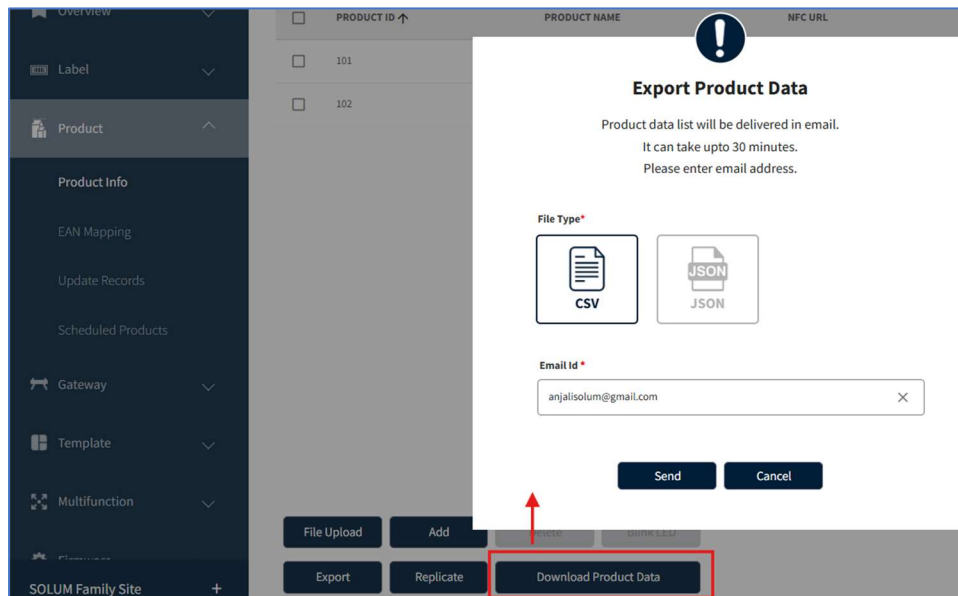 Overview
Label
Product
Product Info
EAN Mapping
Update Records
Scheduled Products
Gateway
Template
Multifunction
Firmware
SOLUM Family Site +
PRODUCT ID PRODUCT NAME NFC URL
101
102
Export Product Data
Product data list will be delivered in email.
It can take upto 30 minutes.
Please enter email address.
File Type*
CSV
JSON
JSON
Email Id *
anjalisolum@gmail.com
Send Cancel
File Upload Add Delete Blink LED
Export Replicate Download Product Data